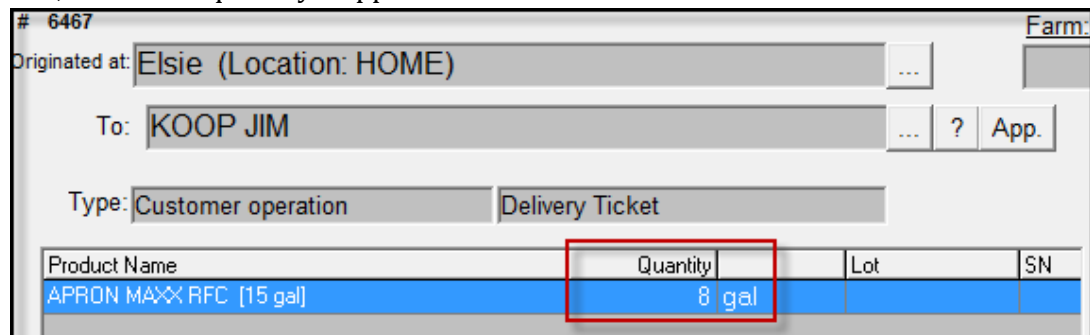 # 6467
Farm:
Originated at: Elsie (Location: HOME) ...
To: KOOP JIM ... ? App.
Type: Customer operation Delivery Ticket
Product Name Quantity Lot SN
APRON MAXX RFC [15 gal] 8 gal